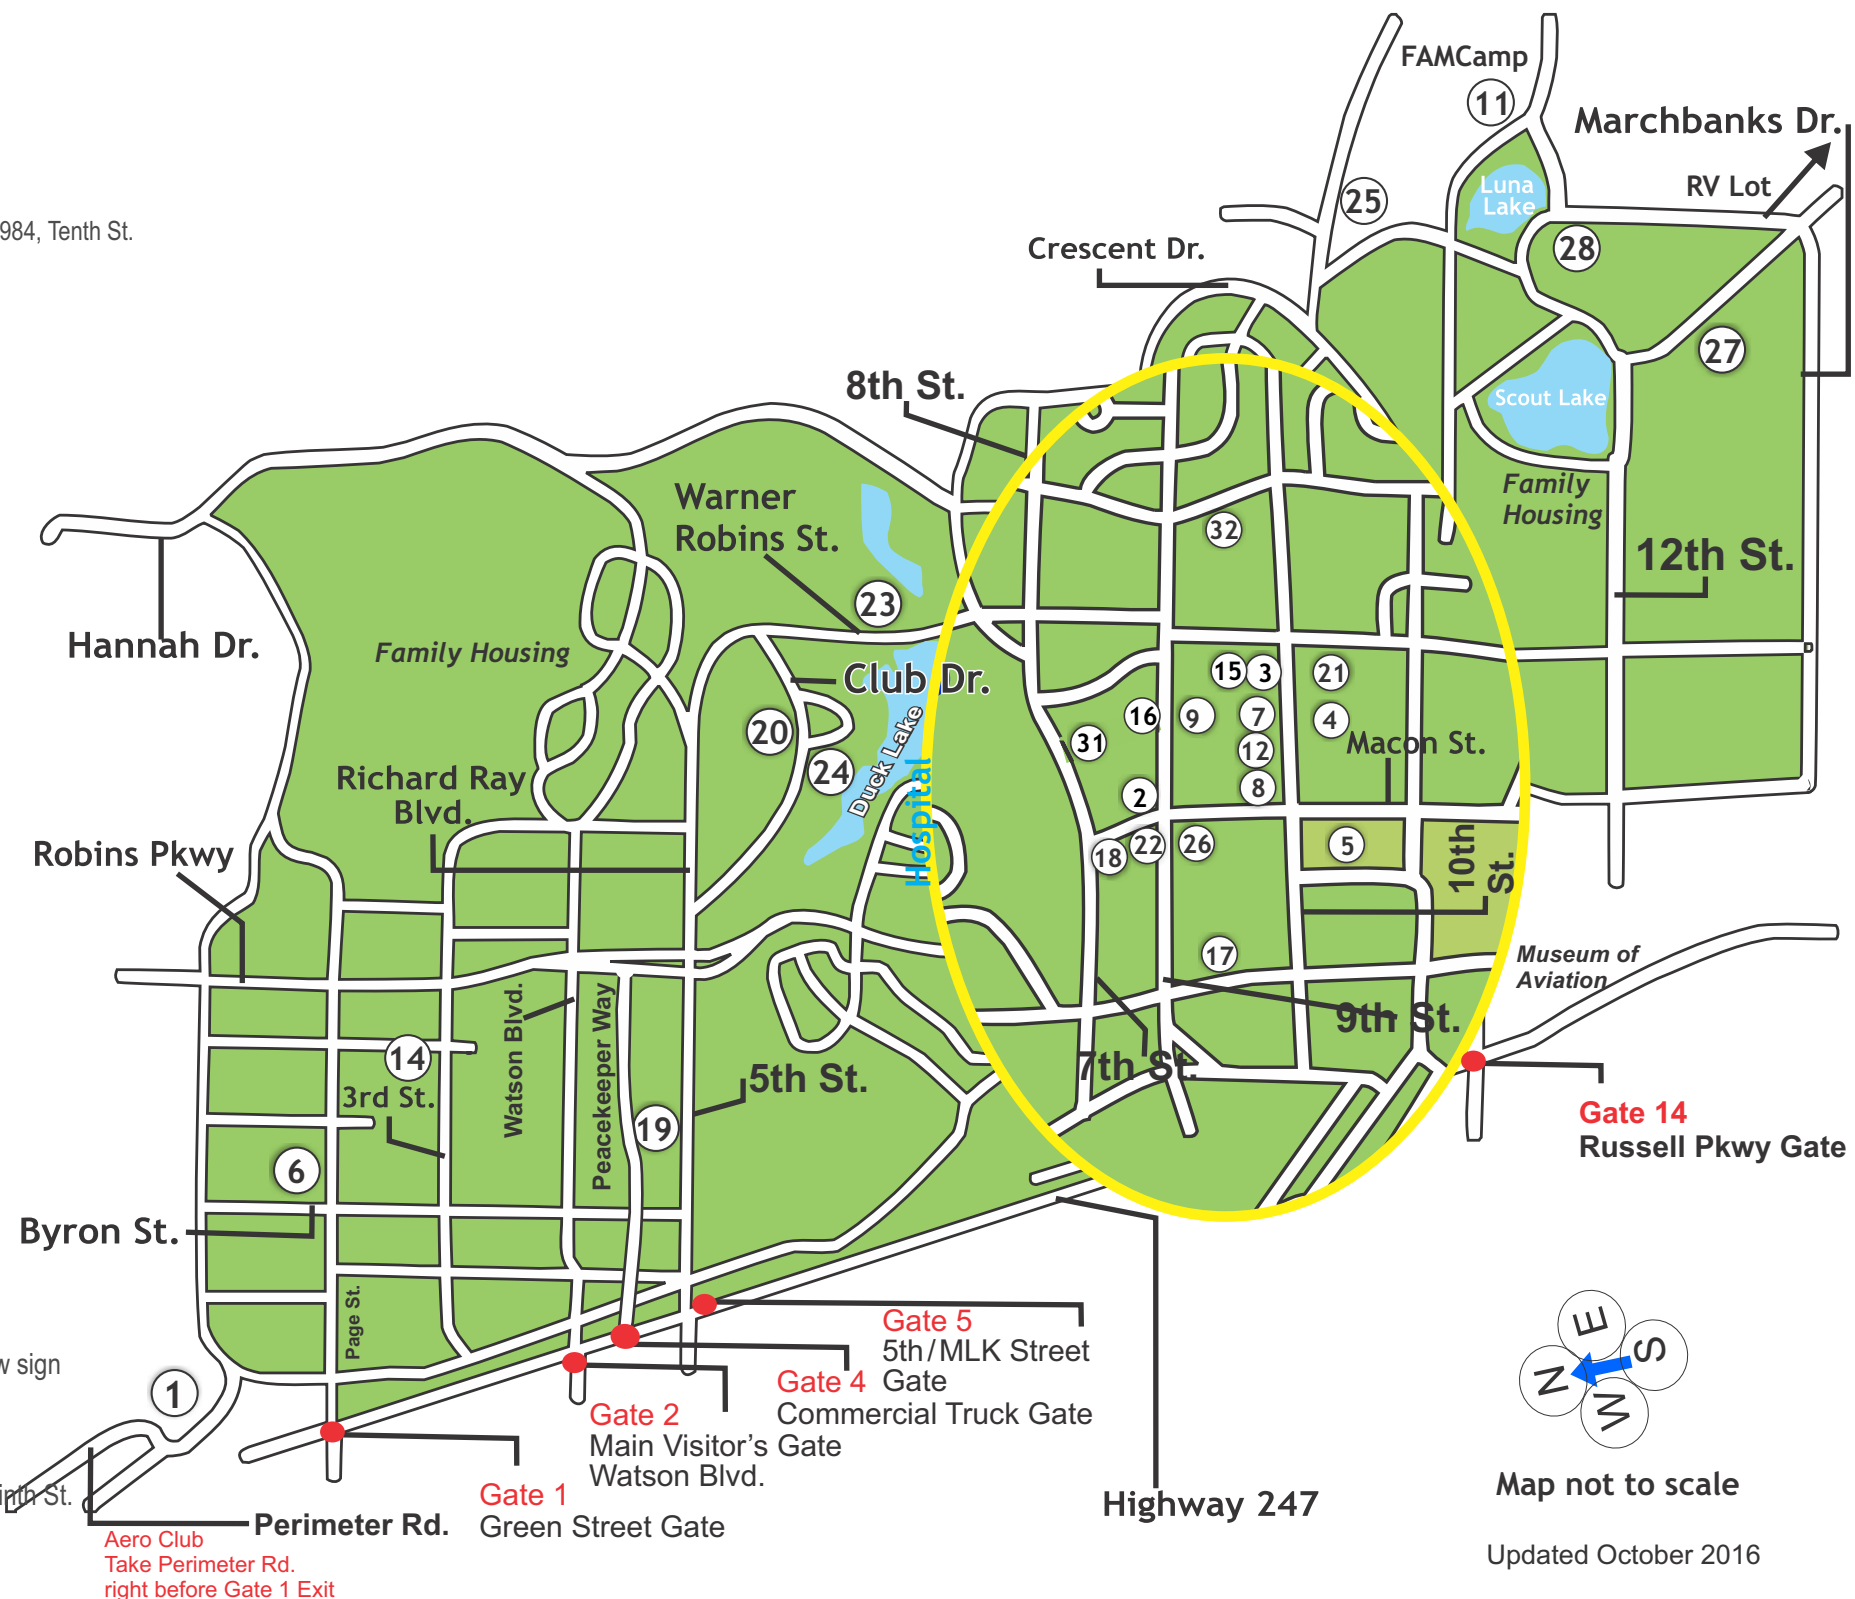 FAMCamp
11
Marchbanks Dr.
RV Lot
Luna
Lake
25
984, Tenth St.
Crescent Dr.
28
27
8th St.
Scout Lake
Family
Housing
Warner
Robins St.
32
12th St.
23
Hannah Dr.
Family Housing
Club Dr.
15
3
21
16
9
7
4
20
31
12
Macon St.
24
Duck Lake
Hospital
Richard Ray
Blvd.
2
8
Robins Pkwy
18
22
26
5
10th
St.
17
Museum of
Aviation
9th St.
14
Watson Blvd.
Peacekeeper Way
7th St.
5th St.
3rd St.
19
Gate 14
Russell Pkwy Gate
6
Byron St.
Page St.
Gate 5
5th/MLK Street
Gate
w sign
1
Gate 4
Commercial Truck Gate
Gate 2
Main Visitor's Gate
Watson Blvd.
E
S
N
W
Map not to scale
inth St.
Gate 1
Green Street Gate
Highway 247
Perimeter Rd.
Aero Club
Take Perimeter Rd.
right before Gate 1 Exit
Updated October 2016